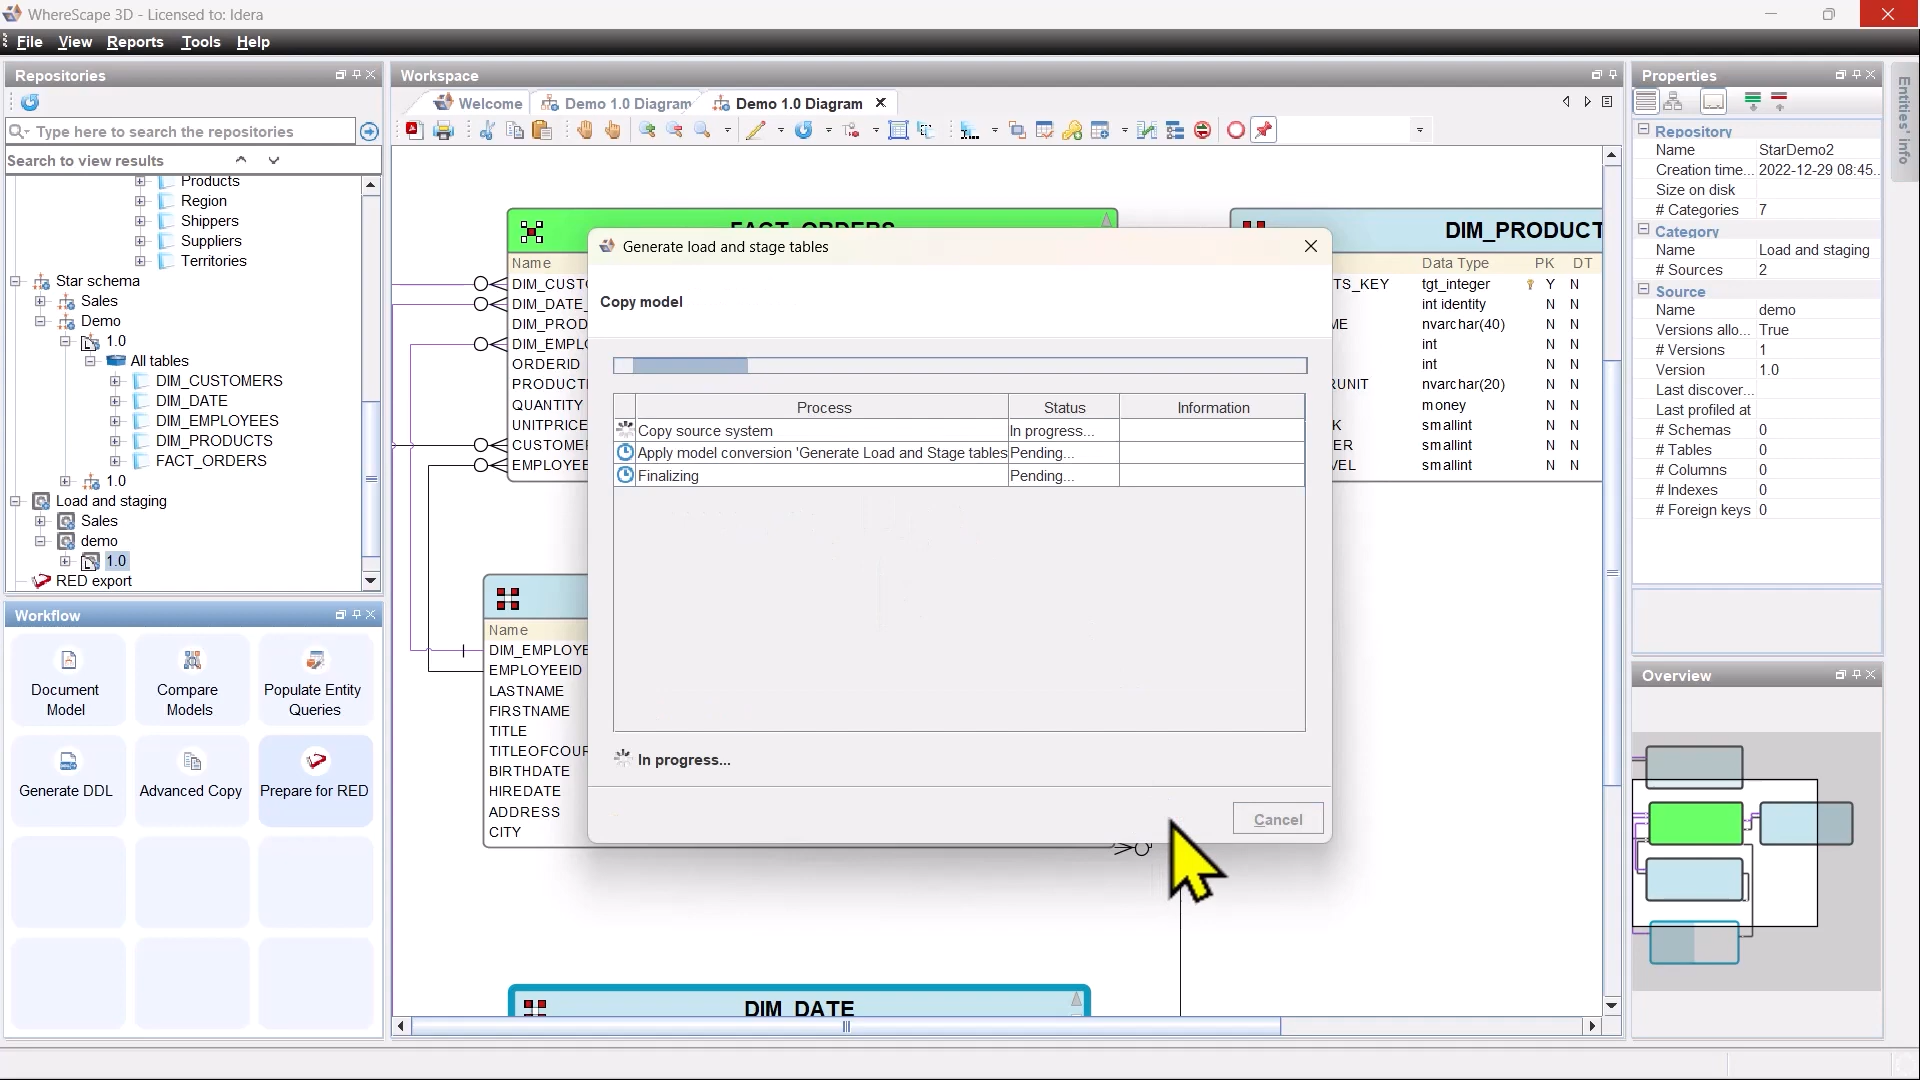 WhereScape 3D - Licensed to: Idera
File View Reports Tools Help
Repositories
Type here to search the repositories
Search to view results
Products
Region
Shippers
Suppliers
Territories
Star schema
Sales
Demo
1.0
All tables
DIM_CUSTOMERS
DIM_DATE
DIM_EMPLOYEES
DIM_PRODUCTS
FACT_ORDERS
1.0
Load and staging
Sales
demo
1.0
RED export
Workflow
Document Model
Compare Models
Populate Entity Queries
Generate DDL
Advanced Copy
Prepare for RED
Workspace
Welcome
Demo 1.0 Diagram
Demo 1.0 Diagram
FACT_ORDERS
Name
DIM_CUST
DIM_DATE_
DIM_PROD
DIM_EMPL
ORDERID
PRODUCT
QUANTITY
UNITPRICE
CUSTOME
EMPLOYEE
DIM_PRODUCT
Data Type PK DT
TS_KEY tgt_integer Y N
int identity N N
ME nvarchar(40) N N
int N N
int N N
RUNIT nvarchar(20) N N
money N N
K smallint N N
ER smallint N N
VEL smallint N N
Name
DIM_EMPLOYE
EMPLOYEEID
LASTNAME
FIRSTNAME
TITLE
TITLEOFCOUR
BIRTHDATE
HIREDATE
ADDRESS
CITY
DIM_DATE
Generate load and stage tables
Copy model
Process Status Information
Copy source system In progress...
Apply model conversion 'Generate Load and Stage tables Pending...
Finalizing Pending...
In progress...
Cancel
Properties
Repository
Name StarDemo2
Creation time... 2022-12-29 08:45..
Size on disk
# Categories 7
Category
Name Load and staging
# Sources 2
Source
Name demo
Versions allo... True
# Versions 1
Version 1.0
Last discover...
Last profiled at
# Schemas 0
# Tables 0
# Columns 0
# Indexes 0
# Foreign keys 0
Overview
Entities' info